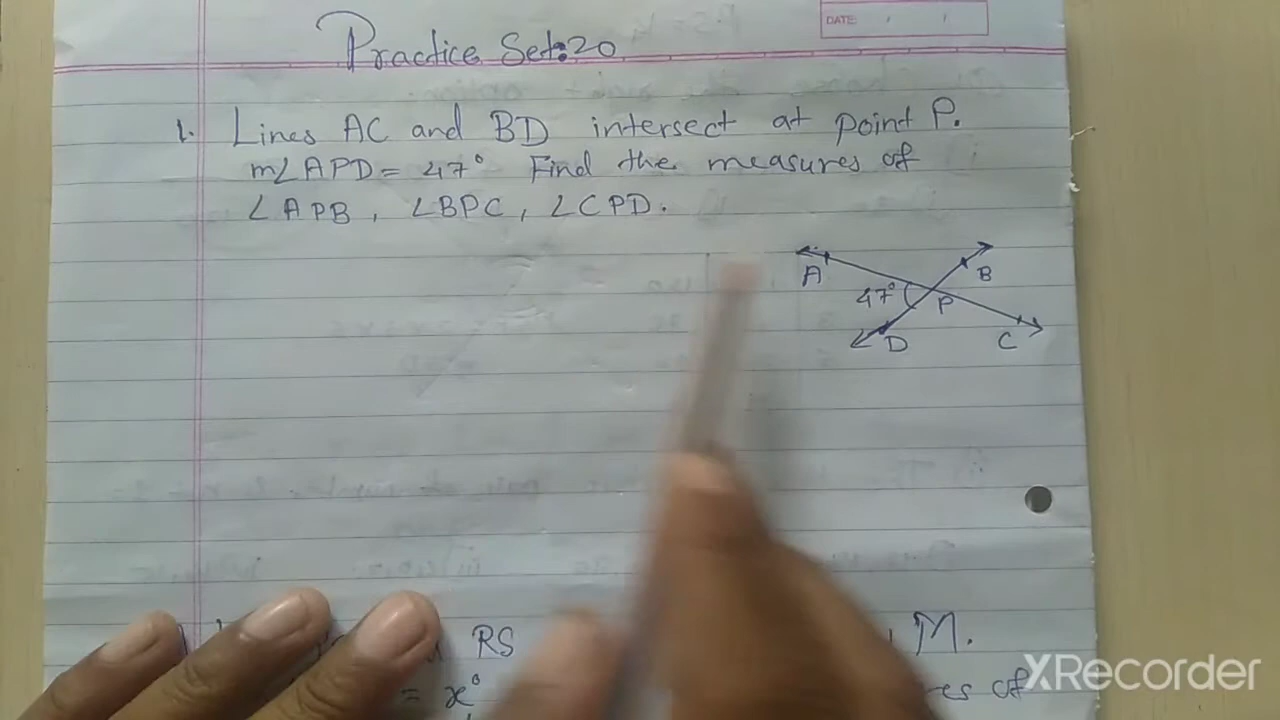 DATE:
Practice Set:20
1. Lines AC and BD intersect at point P.
m∠APD = 47° Find the measures of
∠APB, ∠BPC, ∠CPD.
A
B
47°
P
D
C
RS
M.
= x°
of
XRecorder